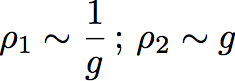 ρ₁ ∼ 1/g ; ρ₂ ∼ g